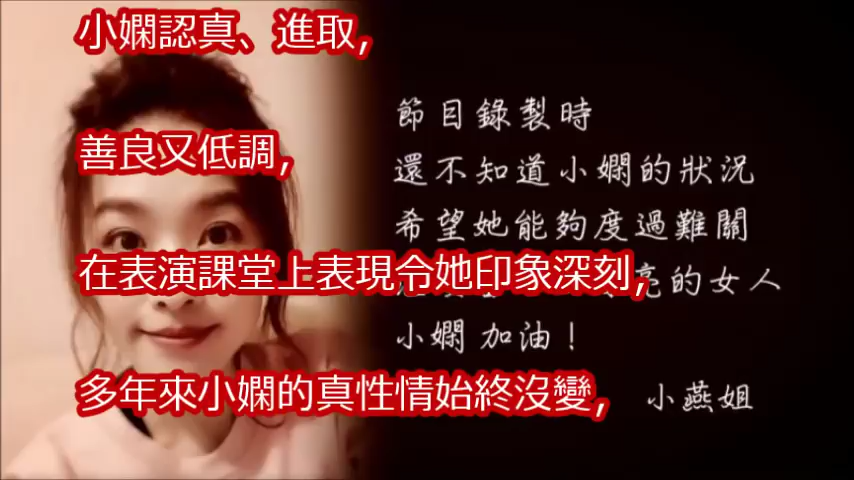 小嫻認真、進取，
善良又低調，
在表演課堂上表現令她印象深刻，
多年來小嫻的真性情始終沒變，
節目錄製時
還不知道小嫻的狀況
希望她能夠度過難關
亮的女人
小嫻 加油！
小燕姐